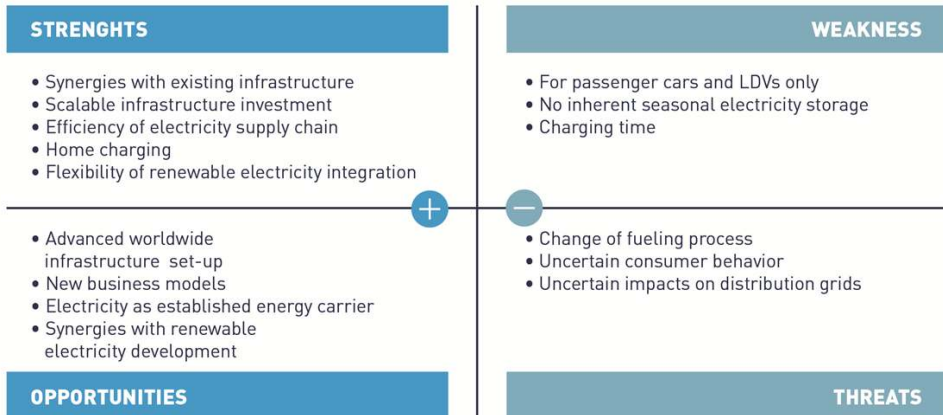 STRENGHTS
• Synergies with existing infrastructure
• Scalable infrastructure investment
• Efficiency of electricity supply chain
• Home charging
• Flexibility of renewable electricity integration
WEAKNESS
• For passenger cars and LDVs only
• No inherent seasonal electricity storage
• Charging time
• Advanced worldwide
infrastructure set-up
• New business models
• Electricity as established energy carrier
• Synergies with renewable
electricity development
OPPORTUNITIES
• Change of fueling process
• Uncertain consumer behavior
• Uncertain impacts on distribution grids
THREATS